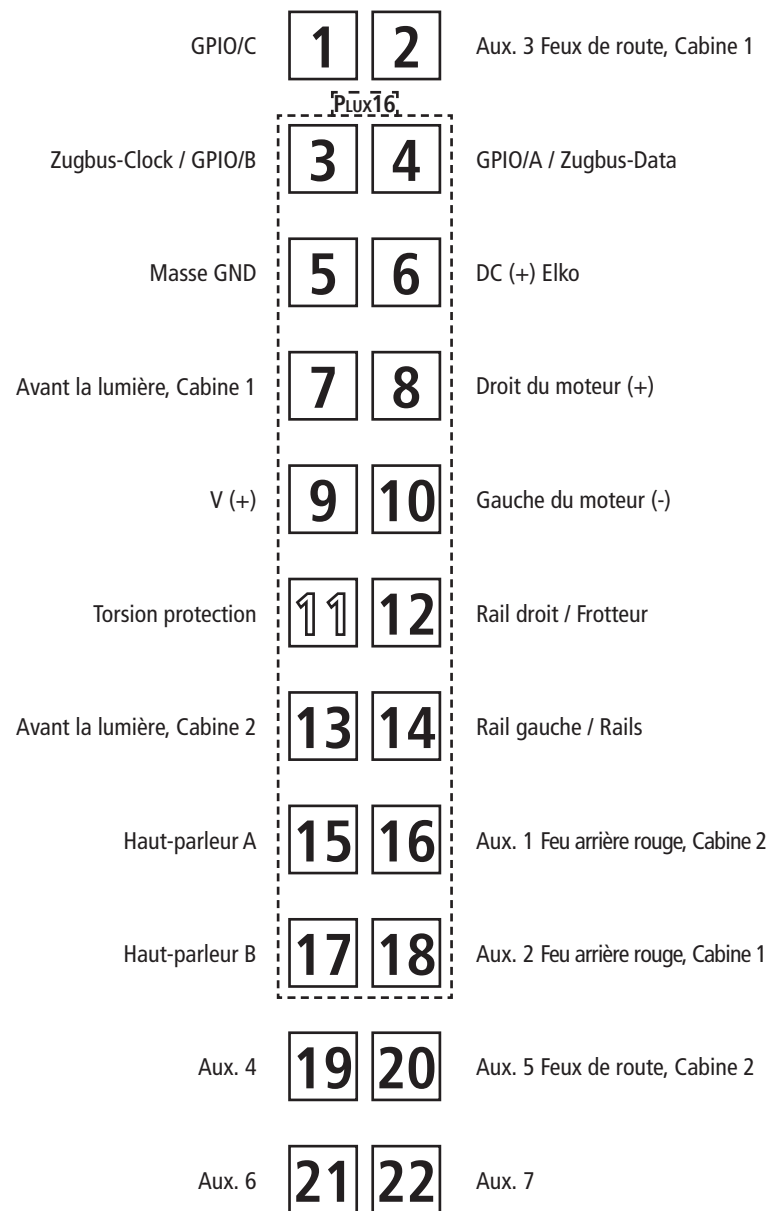 GPIO/C 1 2 Aux. 3 Feux de route, Cabine 1
PLUX16
Zugbus-Clock / GPIO/B 3 4 GPIO/A / Zugbus-Data
Masse GND 5 6 DC (+) Elko
Avant la lumière, Cabine 1 7 8 Droit du moteur (+)
V (+) 9 10 Gauche du moteur (-)
Torsion protection 11 12 Rail droit / Frotteur
Avant la lumière, Cabine 2 13 14 Rail gauche / Rails
Haut-parleur A 15 16 Aux. 1 Feu arrière rouge, Cabine 2
Haut-parleur B 17 18 Aux. 2 Feu arrière rouge, Cabine 1
Aux. 4 19 20 Aux. 5 Feux de route, Cabine 2
Aux. 6 21 22 Aux. 7